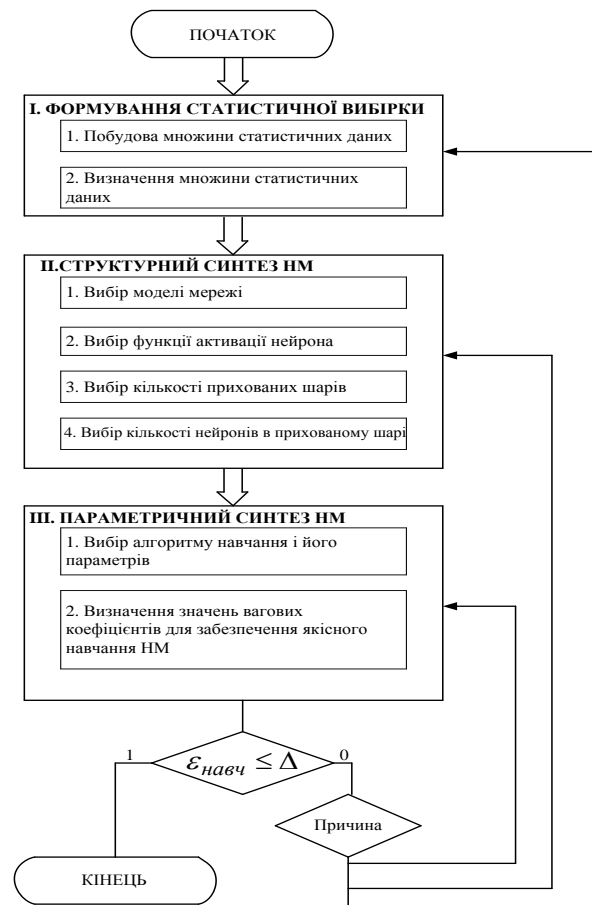 ПОЧАТОК
І. ФОРМУВАННЯ СТАТИСТИЧНОЇ ВИБІРКИ
1. Побудова множини статистичних даних
2. Визначення множини статистичних
даних
ІІ.СТРУКТУРНИЙ СИНТЕЗ НМ
1. Вибір моделі мережі
2. Вибір функції активації нейрона
3. Вибір кількості прихованих шарів
4. Вибір кількості нейронів в прихованому шарі
ІІІ. ПАРАМЕТРИЧНИЙ СИНТЕЗ НМ
1. Вибір алгоритму навчання і його
параметрів
2. Визначення значень вагових
коефіцієнтів для забезпечення якісного
навчання НМ
1
ε навч ≤ Δ
0
Причина
КІНЕЦЬ